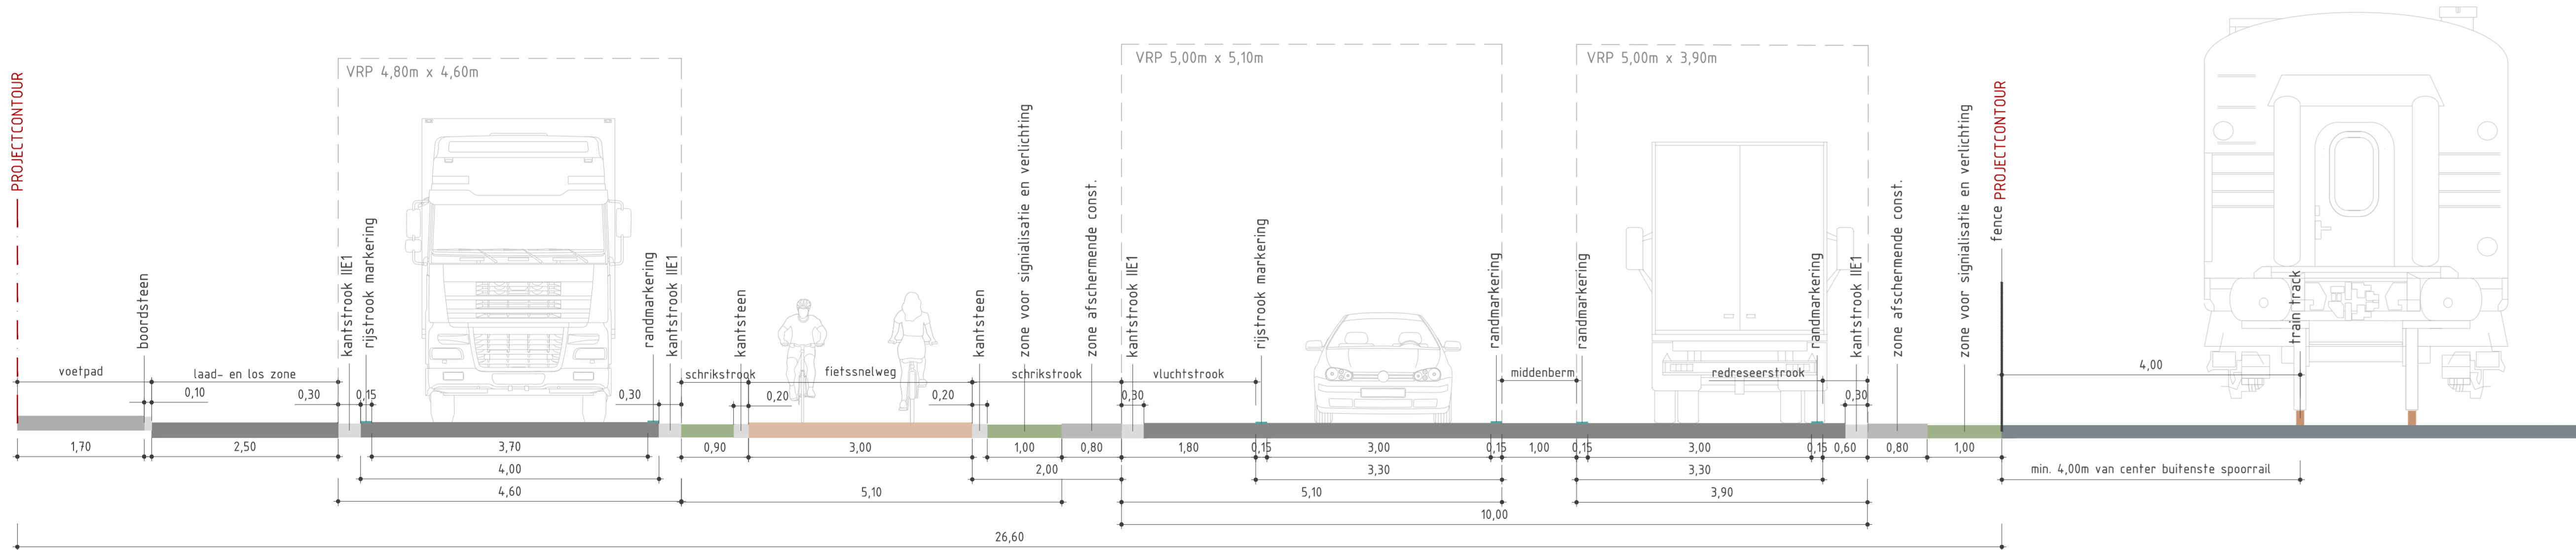 PROJECTCONTOUR
voetpad
boordsteen
laad- en los zone
0,10
VRP 4,80m x 4,60m
kantstrook IIE1
rijstrook markering
0,30
0,15
randmarkering
kantstrook IIE1
0,30
schrikstrook
kantsteen
0,20
fietssnelweg
0,20
kantsteen
zone voor signialisatie en verlichting
schrikstrook
zone afschermende const.
VRP 5,00m x 5,10m
kantstrook IIE1
0,30
vluchtstrook
rijstrook markering
randmarkering
middenberm
VRP 5,00m x 3,90m
randmarkering
redreseerstrook
randmarkering
kantstrook IIE1
0,30
zone afschermende const.
zone voor signialisatie en verlichting
fence PROJECTCONTOUR
4,00
train track
1,70
2,50
3,70
0,90
3,00
1,00
0,80
1,80
0,15
3,00
0,15
1,00
0,15
3,00
0,15
0,60
0,80
1,00
4,00
2,00
3,30
3,30
min. 4,00m van center buitenste spoorrail
4,60
5,10
5,10
3,90
10,00
26,60